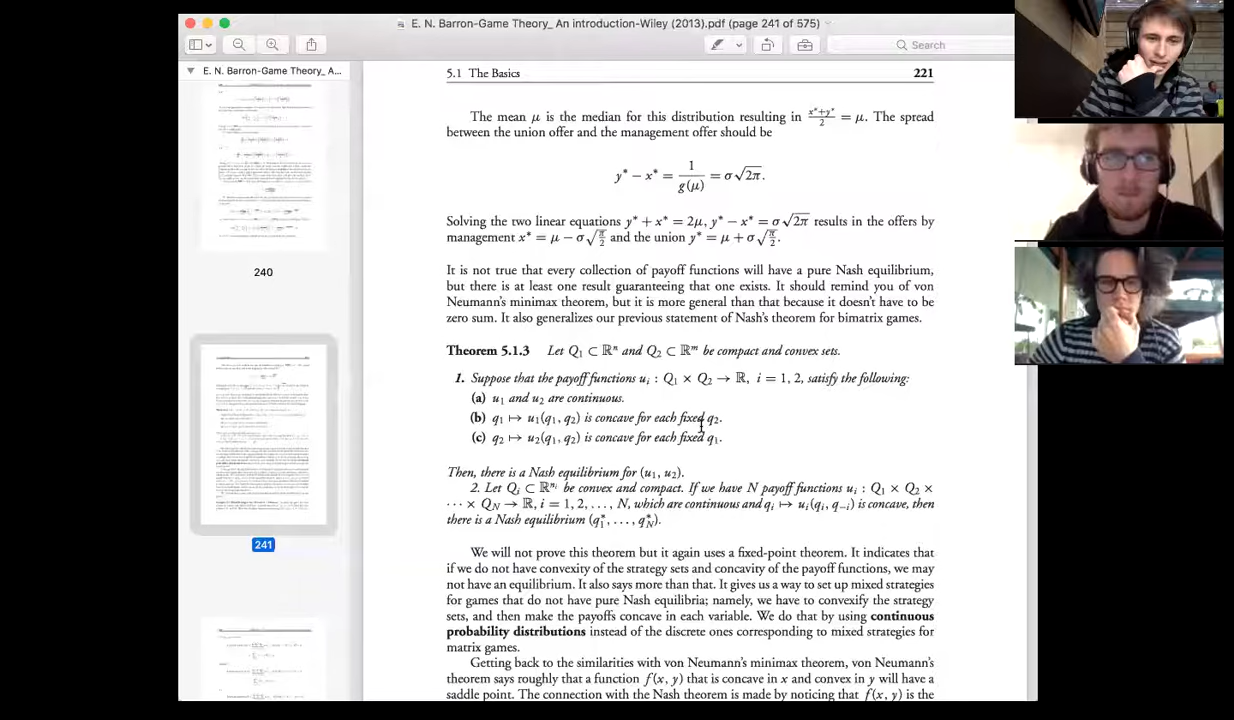 E. N. Barron-Game Theory_ An introduction-Wiley (2013).pdf (page 241 of 575)
Search
E. N. Barron-Game Theory_ A...
240
241
5.1 The Basics 221
The mean μ is the median for this distribution resulting in (x*+y*)/2 = μ. The spread
between the union offer and the management offer should be
y* − x* = 1/g(μ) = σ√2π.
Solving the two linear equations y* + x* = 2μ, y* − x* = σ√2π results in the offers by
management x* = μ − σ√(π/2) and the union y* = μ + σ√(π/2).
It is not true that every collection of payoff functions will have a pure Nash equilibrium,
but there is at least one result guaranteeing that one exists. It should remind you of von
Neumann's minimax theorem, but it is more general than that because it doesn't have to be
zero sum. It also generalizes our previous statement of Nash's theorem for bimatrix games.
Theorem 5.1.3 Let Q₁ ⊂ ℝⁿ and Q₂ ⊂ ℝᵐ be compact and convex sets.
1. Suppose that the payoff functions uᵢ : Q₁ × Q₂ → ℝ, i = 1, 2, satisfy the following:
(a) u₁ and u₂ are continuous.
(b) q₁ ↦ u₁(q₁, q₂) is concave for each fixed q₂.
(c) q₂ ↦ u₂(q₁, q₂) is concave for each fixed q₁.
Then, there is a Nash equilibrium for (u₁, u₂).
2. Let Qᵢ ⊂ ℝⁿⁱ be convex and compact. If we have N payoff functions uᵢ : Q₁ × Q₂ ×
··· × Q_N → ℝ, i = 1, 2, . . . , N, which are continuous and qᵢ ↦ uᵢ(qᵢ, q₋ᵢ) is concave, then
there is a Nash equilibrium (q₁*, . . . , q_N*).
We will not prove this theorem but it again uses a fixed-point theorem. It indicates that
if we do not have convexity of the strategy sets and concavity of the payoff functions, we may
not have an equilibrium. It also says more than that. It gives us a way to set up mixed strategies
for games that do not have pure Nash equilibria; namely, we have to convexify the strategy
sets, and then make the payoffs concave in each variable. We do that by using continuous
probability distributions instead of the discrete ones corresponding to mixed strategies for
matrix games.
Getting back to the similarities with von Neumann's minimax theorem, von Neumann's
theorem says roughly that a function f(x, y) that is concave in x and convex in y will have a
saddle point. The connection with the Nash theorem is made by noticing that f(x, y) is the